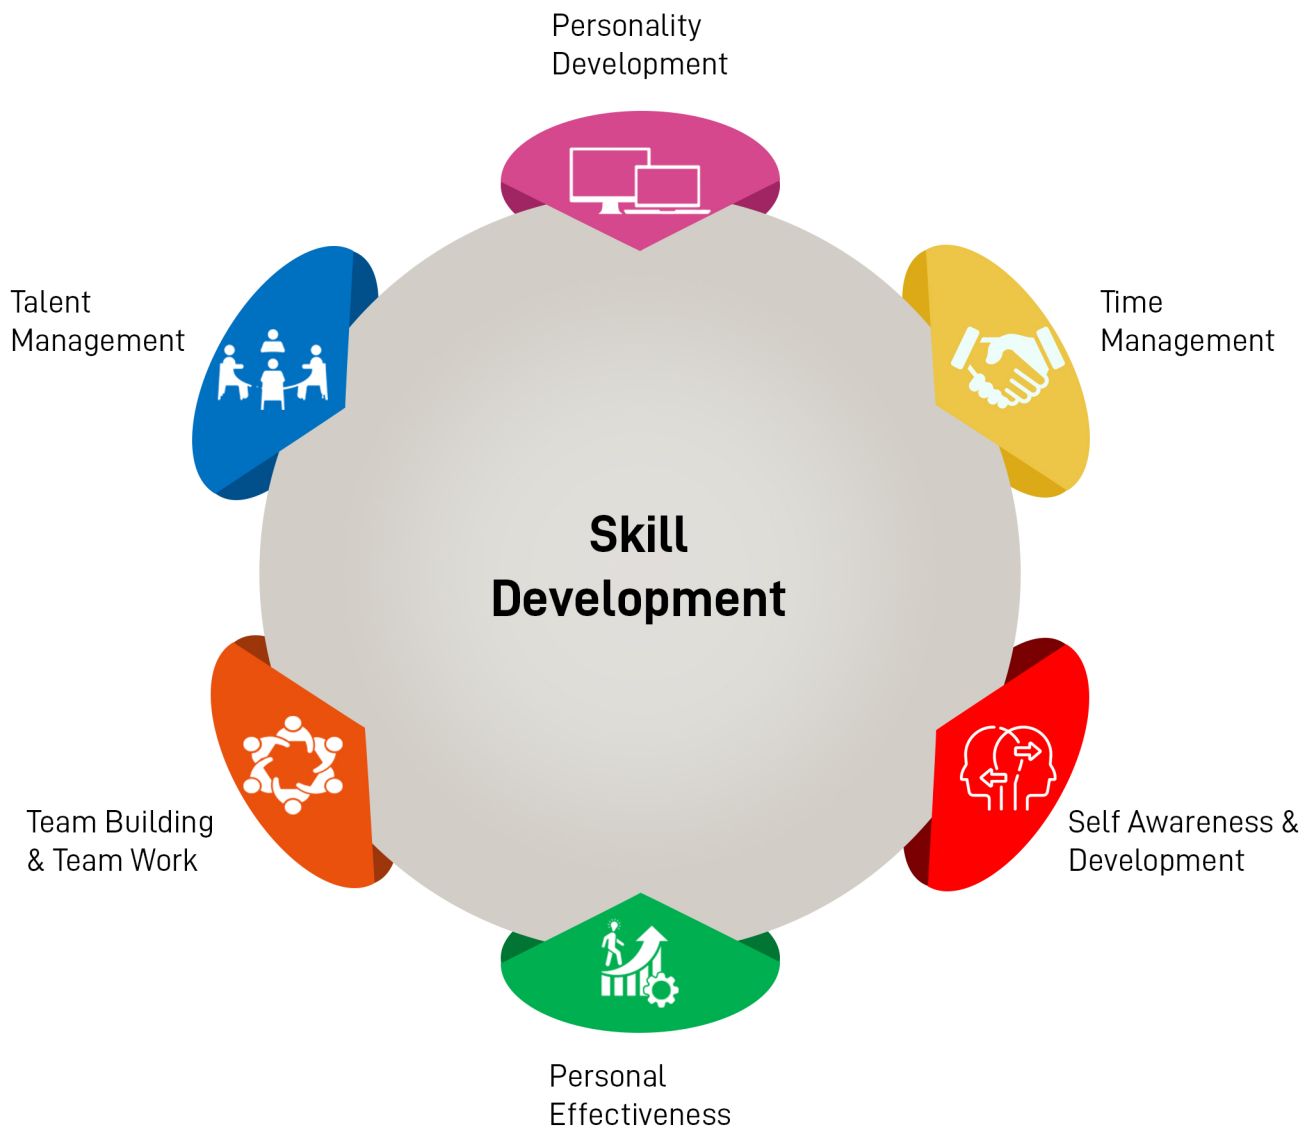 Personality
Development
Talent
Management
Time
Management
Skill
Development
Team Building
& Team Work
Self Awareness &
Development
Personal
Effectiveness